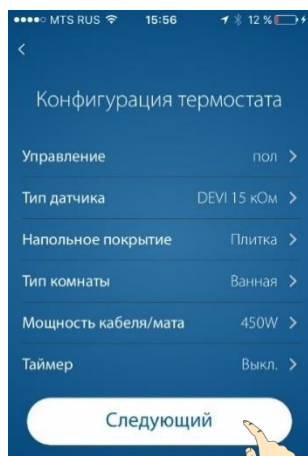 MTS RUS 15:56 12 %
Конфигурация термостата
Управление пол
Тип датчика DEVI 15 кОм
Напольное покрытие Плитка
Тип комнаты Ванная
Мощность кабеля/мата 450W
Таймер Выкл.
Следующий